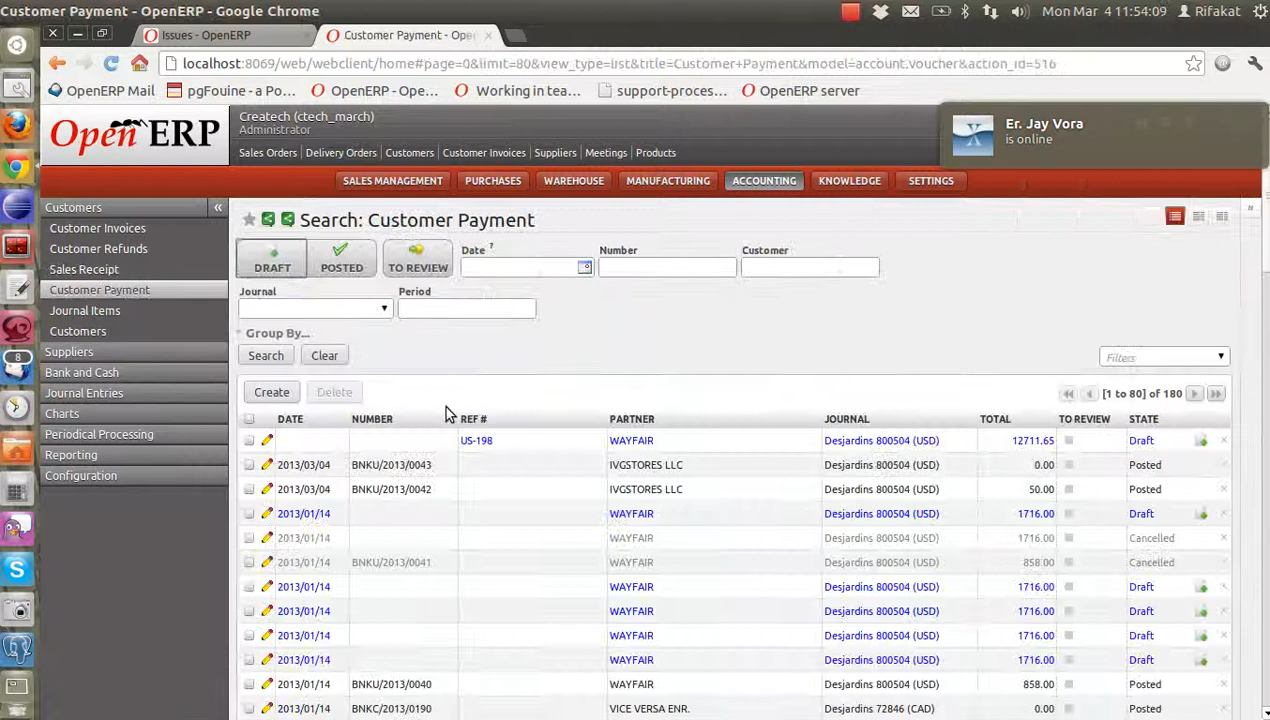 Customer Payment - OpenERP - Google Chrome
Mon Mar 4 11:54:09
Rifakat
Issues - OpenERP
Customer Payment - Ope
localhost:8069/web/webclient/home#page=0&limit=80&view_type=list&title=Customer+Payment&model=account.voucher&action_id=516
OpenERP Mail
pgFouine - a Po...
OpenERP - Ope...
Working in tea...
support-proces...
OpenERP server
Open ERP
Createch (ctech_march)
Administrator
Sales Orders
Delivery Orders
Customers
Customer Invoices
Suppliers
Meetings
Products
Er. Jay Vora
is online
SALES MANAGEMENT
PURCHASES
WAREHOUSE
MANUFACTURING
ACCOUNTING
KNOWLEDGE
SETTINGS
Customers
«
Customer Invoices
Customer Refunds
Sales Receipt
Customer Payment
Journal Items
Customers
Suppliers
Bank and Cash
Journal Entries
Charts
Periodical Processing
Reporting
Configuration
8
Search: Customer Payment
»
DRAFT
POSTED
TO REVIEW
Date ?
Number
Customer
Journal
Period
Group By...
Search
Clear
Filters
Create
Delete
[1 to 80] of 180
DATE NUMBER REF # PARTNER JOURNAL TOTAL TO REVIEW STATE
US-198 WAYFAIR Desjardins 800504 (USD) 12711.65 Draft
2013/03/04 BNKU/2013/0043 IVGSTORES LLC Desjardins 800504 (USD) 0.00 Posted
2013/03/04 BNKU/2013/0042 IVGSTORES LLC Desjardins 800504 (USD) 50.00 Posted
2013/01/14 WAYFAIR Desjardins 800504 (USD) 1716.00 Draft
2013/01/14 WAYFAIR Desjardins 800504 (USD) 1716.00 Cancelled
2013/01/14 BNKU/2013/0041 WAYFAIR Desjardins 800504 (USD) 858.00 Cancelled
2013/01/14 WAYFAIR Desjardins 800504 (USD) 1716.00 Draft
2013/01/14 WAYFAIR Desjardins 800504 (USD) 1716.00 Draft
2013/01/14 WAYFAIR Desjardins 800504 (USD) 1716.00 Draft
2013/01/14 WAYFAIR Desjardins 800504 (USD) 1716.00 Draft
2013/01/14 BNKU/2013/0040 WAYFAIR Desjardins 800504 (USD) 858.00 Posted
2013/01/14 BNKC/2013/0190 VICE VERSA ENR. Desjardins 72846 (CAD) 0.00 Posted